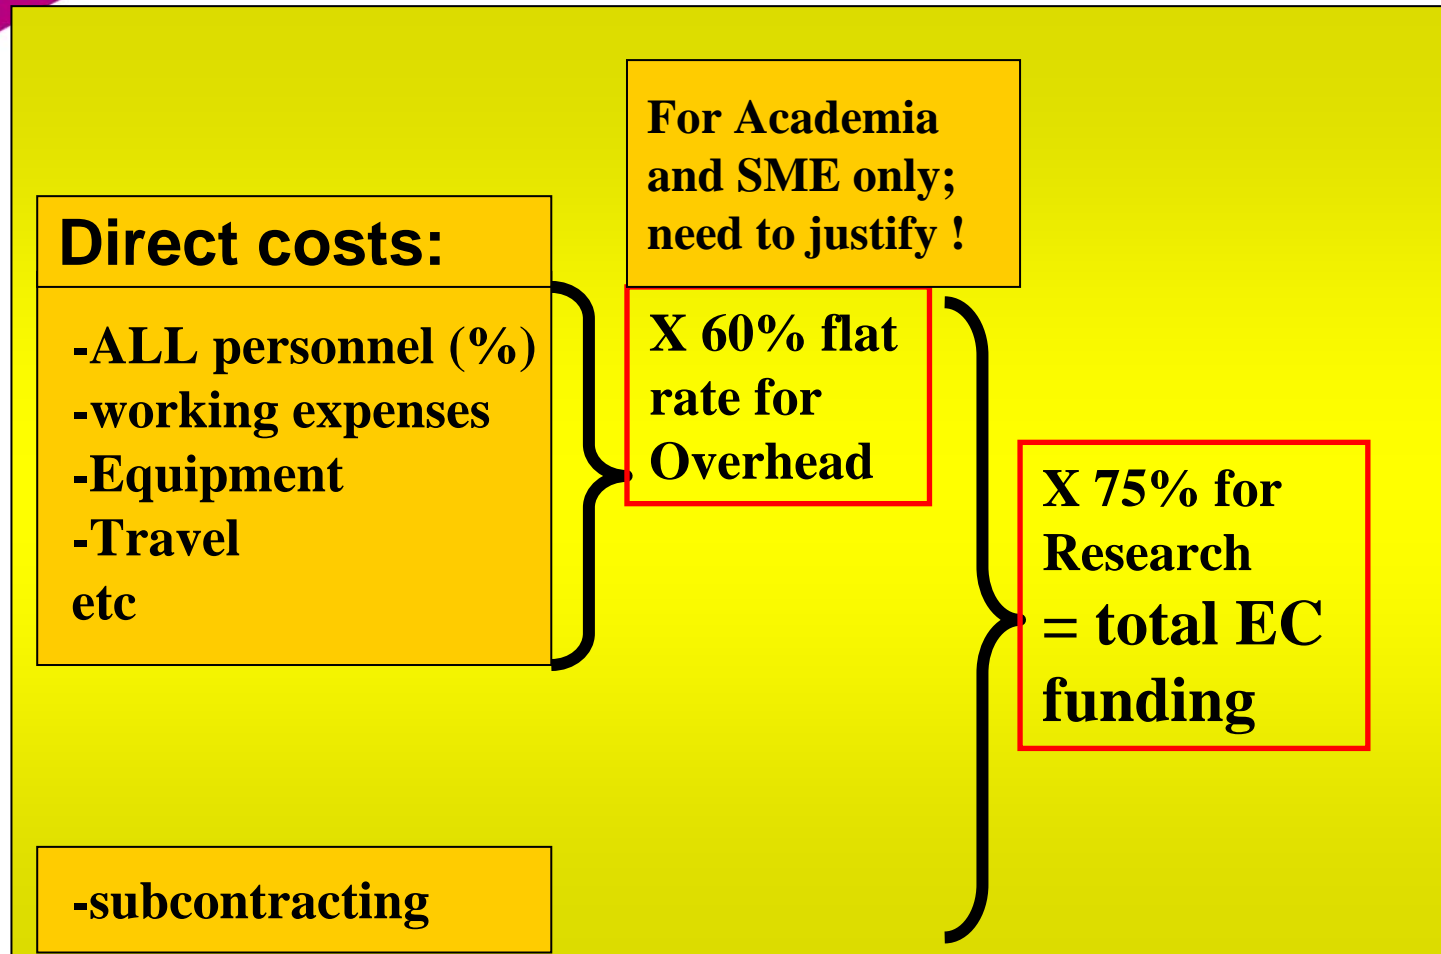 For Academia
and SME only;
need to justify !
Direct costs:
-ALL personnel (%)
-working expenses
-Equipment
-Travel
etc
X 60% flat
rate for
Overhead
X 75% for
Research
= total EC
funding
-subcontracting